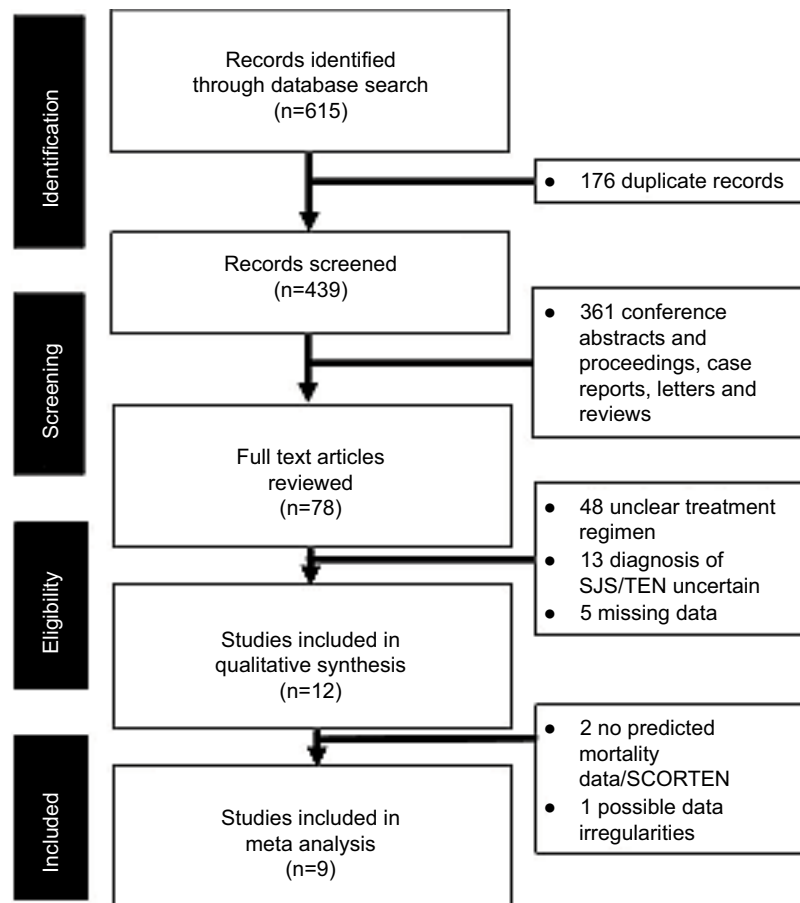 Identification
Records identified
through database search
(n=615)
● 176 duplicate records
Records screened
(n=439)
Screening
● 361 conference
abstracts and
proceedings, case
reports, letters and
reviews
Full text articles
reviewed
(n=78)
Eligibility
● 48 unclear treatment
regimen
● 13 diagnosis of
SJS/TEN uncertain
● 5 missing data
Studies included in
qualitative synthesis
(n=12)
Included
● 2 no predicted
mortality
data/SCORTEN
● 1 possible data
irregularities
Studies included in
meta analysis
(n=9)